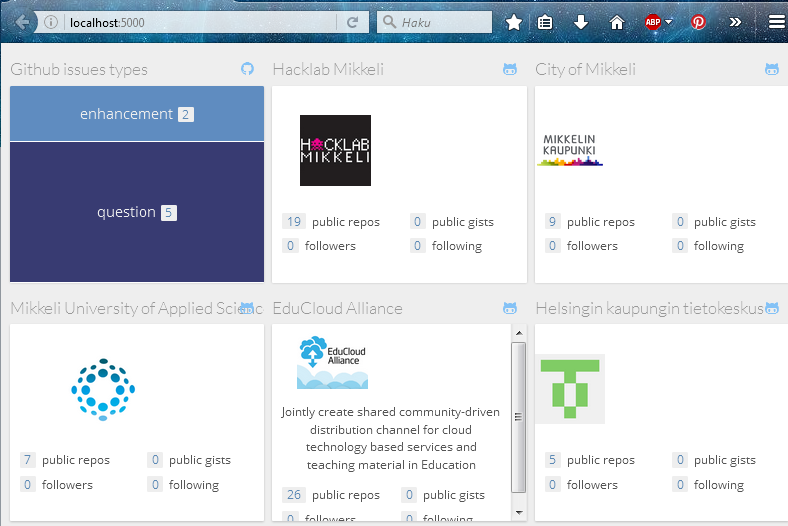 localhost:5000
Haku
ABP
Github issues types
enhancement 2
question 5
Hacklab Mikkeli
HACKLAB
MIKKELI
19 public repos
0 public gists
0 followers
0 following
City of Mikkeli
MIKKELIN
KAUPUNKI
9 public repos
0 public gists
0 followers
0 following
Mikkeli University of Applied Scienc
7 public repos
0 public gists
0 followers
0 following
EduCloud Alliance
EduCloud
Alliance
Jointly create shared community-driven
distribution channel for cloud
technology based services and
teaching material in Education
26 public repos
0 public gists
0 followers
0 following
Helsingin kaupungin tietokeskus
5 public repos
0 public gists
0 followers
0 following